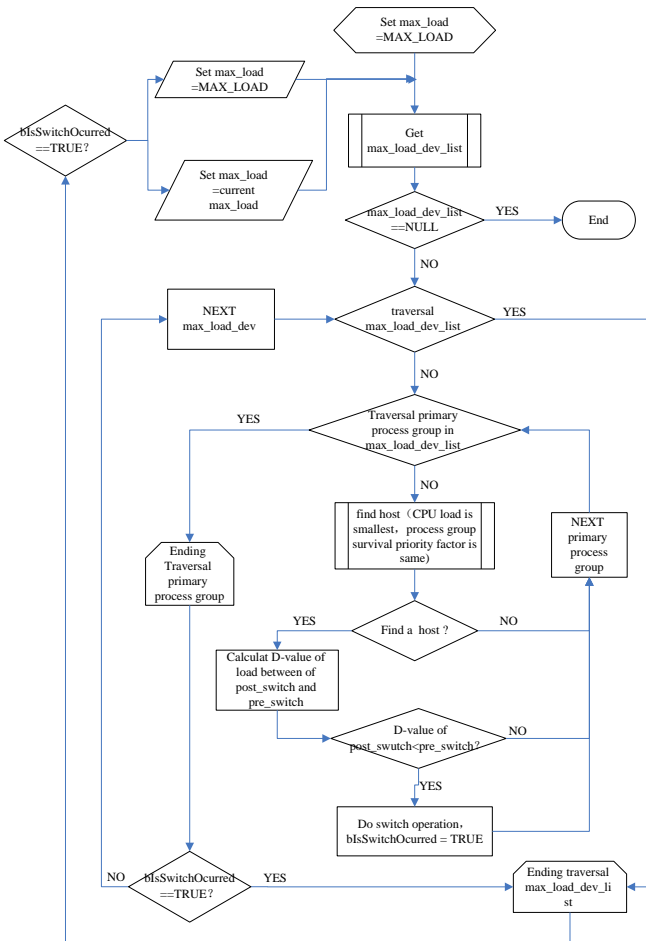 Set max_load
=MAX_LOAD
Set max_load
=MAX_LOAD
bIsSwitchOcurred
==TRUE？
Get
max_load_dev_list
Set max_load
=current
max_load
max_load_dev_list
==NULL
YES
End
NO
NEXT
max_load_dev
traversal
max_load_dev_list
YES
NO
YES
Traversal primary
process group in
max_load_dev_list
NO
find host（CPU load is
smallest，process group
survival priority factor is
same)
NEXT
primary
process
group
Ending
Traversal
primary
process group
YES
Find a host？
NO
Calculat D-value of
load between of
post_switch and
pre_switch
D-value of
post_swutch<pre_switch?
NO
YES
Do switch operation，
bIsSwitchOcurred = TRUE
NO
bIsSwitchOcurred
==TRUE？
YES
Ending traversal
max_load_dev_li
st